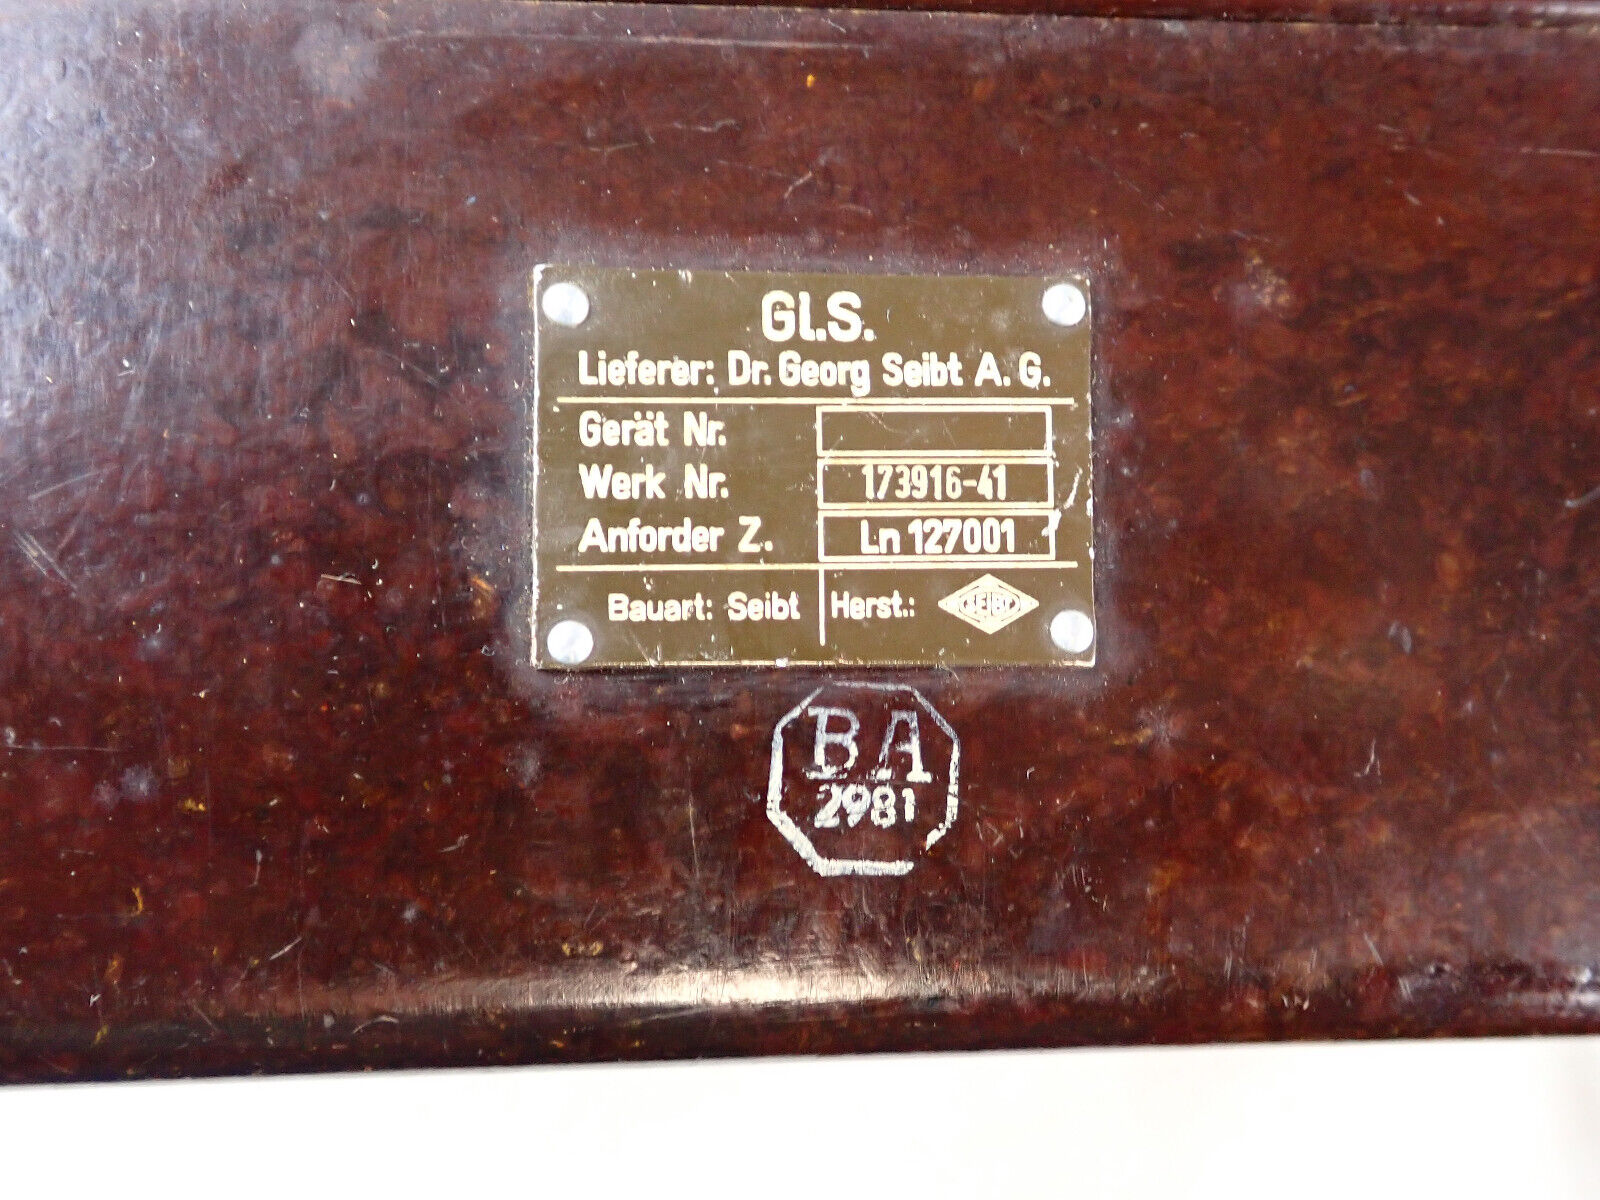 Gl.S.
Lieferer: Dr. Georg Seibt A. G.
Gerät Nr.
Werk Nr. 173916-41
Anforder Z. Ln 127001
Bauart: Seibt Herst.: SEIBT
BA
2981